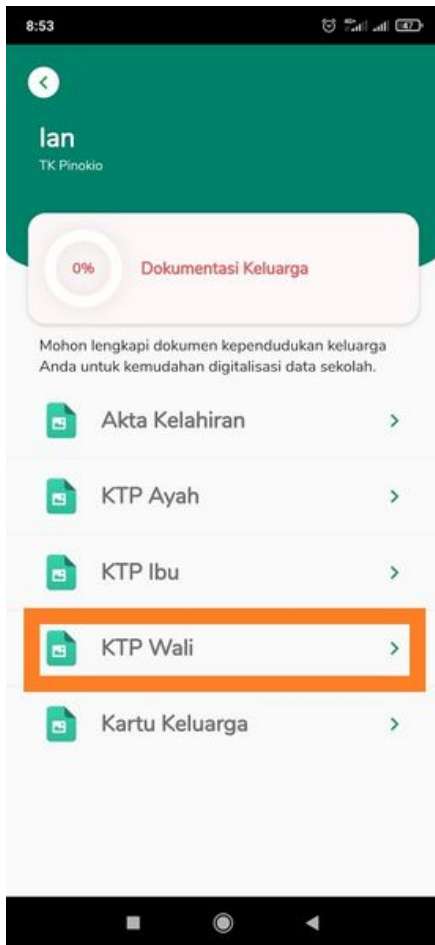 8:53
47
Ian
TK Pinokio
0%
Dokumentasi Keluarga
Mohon lengkapi dokumen kependudukan keluarga
Anda untuk kemudahan digitalisasi data sekolah.
Akta Kelahiran
KTP Ayah
KTP Ibu
KTP Wali
Kartu Keluarga